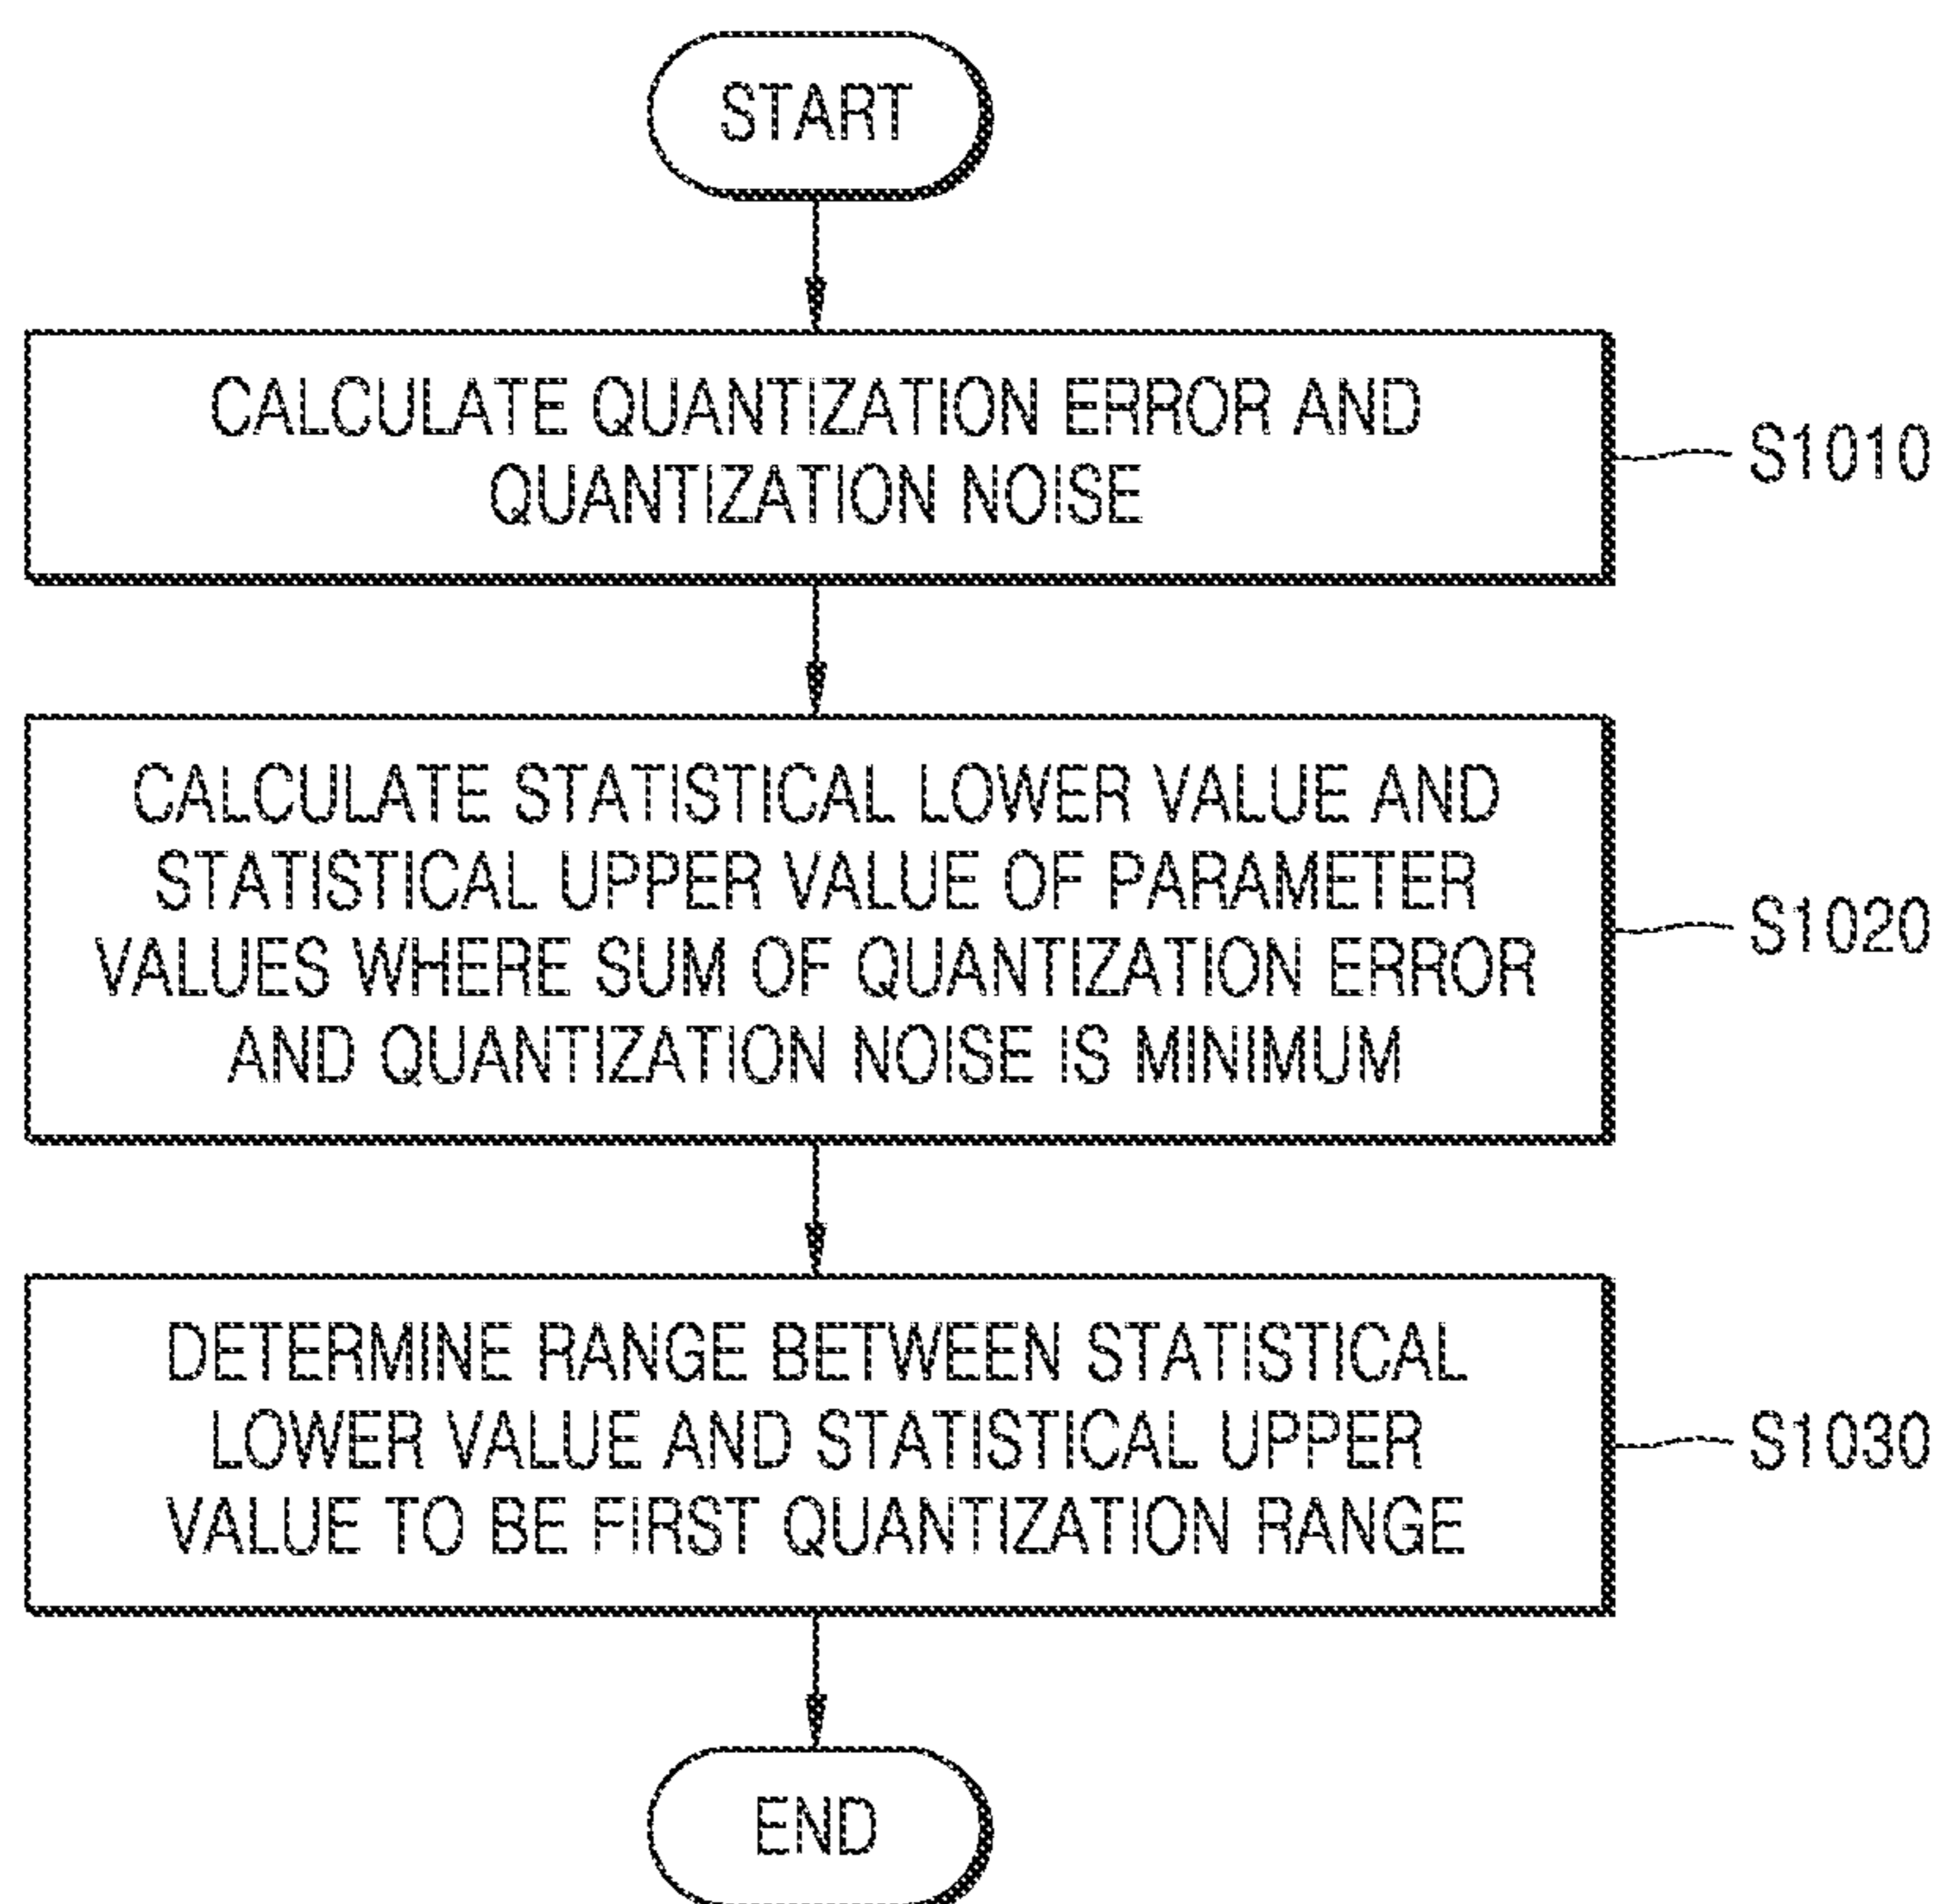 START
CALCULATE QUANTIZATION ERROR AND
QUANTIZATION NOISE
S1010
CALCULATE STATISTICAL LOWER VALUE AND
STATISTICAL UPPER VALUE OF PARAMETER
VALUES WHERE SUM OF QUANTIZATION ERROR
AND QUANTIZATION NOISE IS MINIMUM
S1020
DETERMINE RANGE BETWEEN STATISTICAL
LOWER VALUE AND STATISTICAL UPPER
VALUE TO BE FIRST QUANTIZATION RANGE
S1030
END